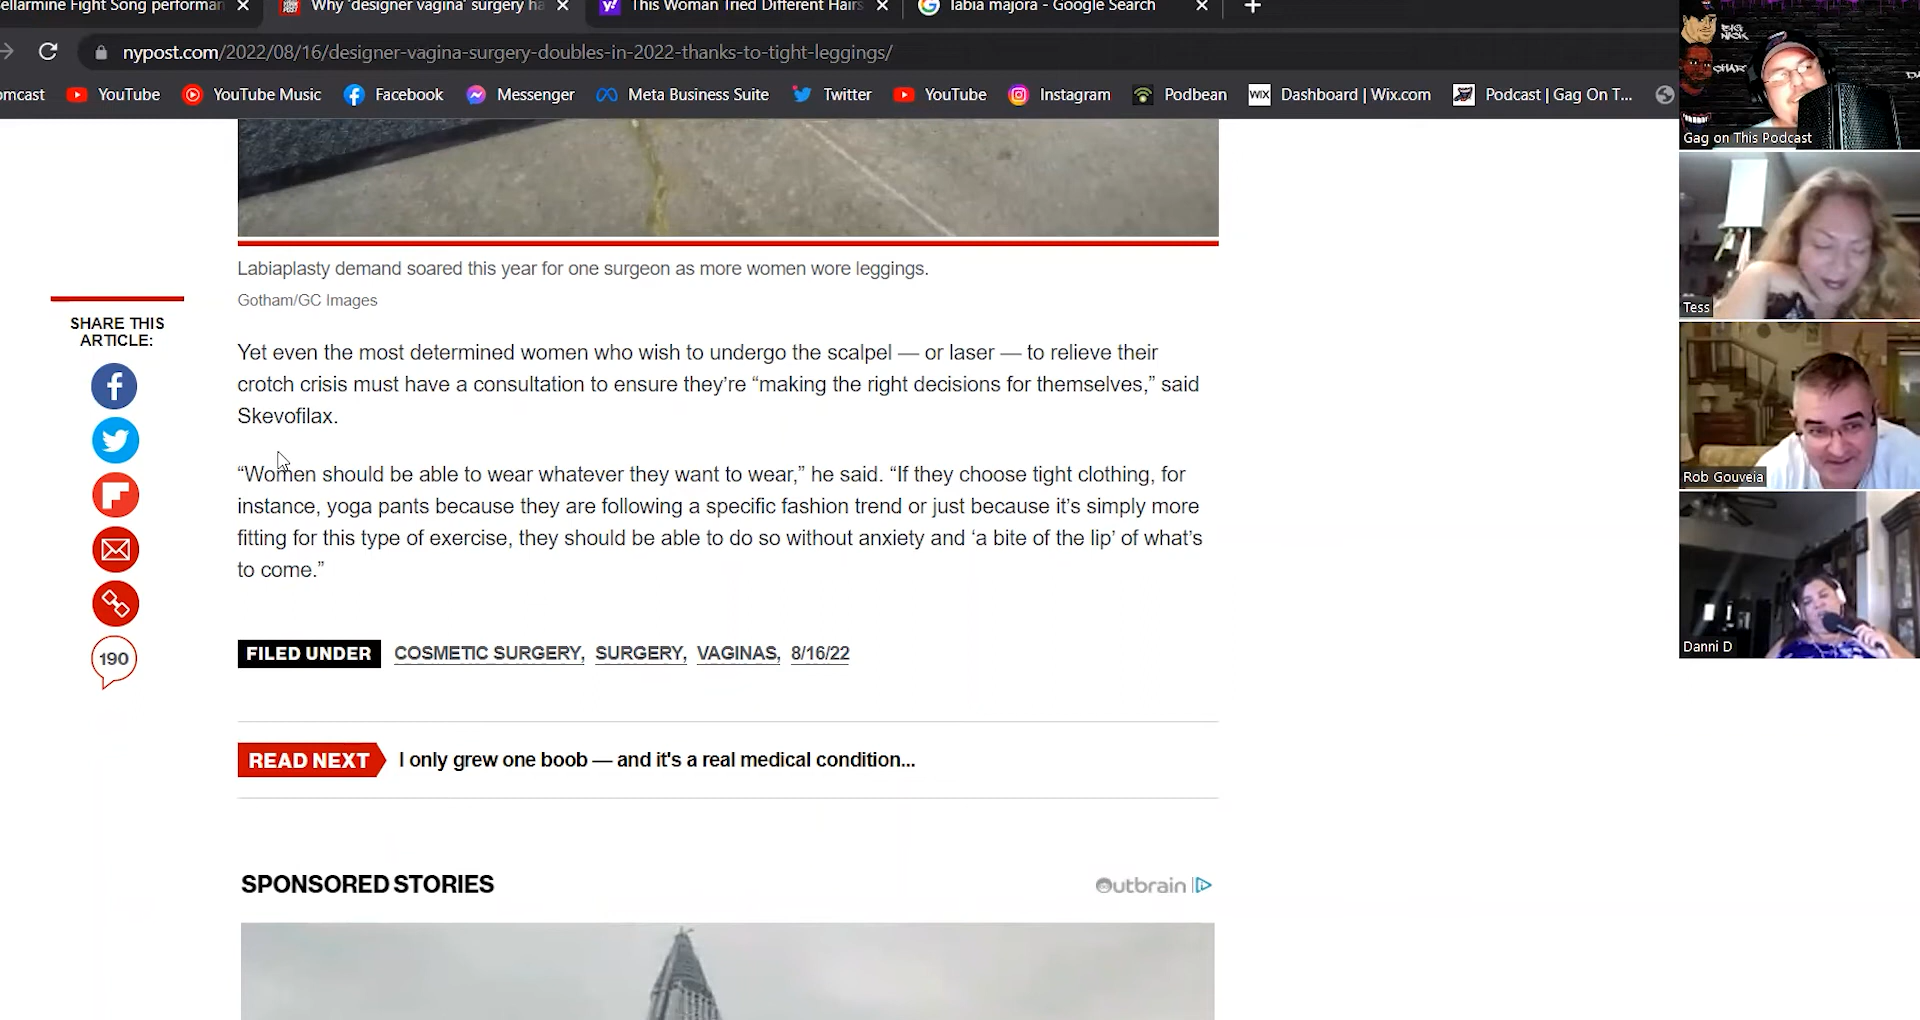 ellarmine Fight Song performan
Why 'designer vagina' surgery ha
This Woman Tried Different Hairs
labia majora - Google Search
nypost.com/2022/08/16/designer-vagina-surgery-doubles-in-2022-thanks-to-tight-leggings/
omcast
YouTube
YouTube Music
Facebook
Messenger
Meta Business Suite
Twitter
YouTube
Instagram
Podbean
WIX
Dashboard | Wix.com
Podcast | Gag On T...
BIG
NICK
Gag on This Podcast
Tess
Rob Gouveia
Danni D
Labiaplasty demand soared this year for one surgeon as more women wore leggings.
Gotham/GC Images
SHARE THIS
ARTICLE:
190
Yet even the most determined women who wish to undergo the scalpel — or laser — to relieve their
crotch crisis must have a consultation to ensure they're “making the right decisions for themselves,” said
Skevofilax.
“Women should be able to wear whatever they want to wear,” he said. “If they choose tight clothing, for
instance, yoga pants because they are following a specific fashion trend or just because it's simply more
fitting for this type of exercise, they should be able to do so without anxiety and ‘a bite of the lip’ of what's
to come.”
FILED UNDER COSMETIC SURGERY, SURGERY, VAGINAS, 8/16/22
READ NEXT I only grew one boob — and it's a real medical condition...
SPONSORED STORIES
Outbrain